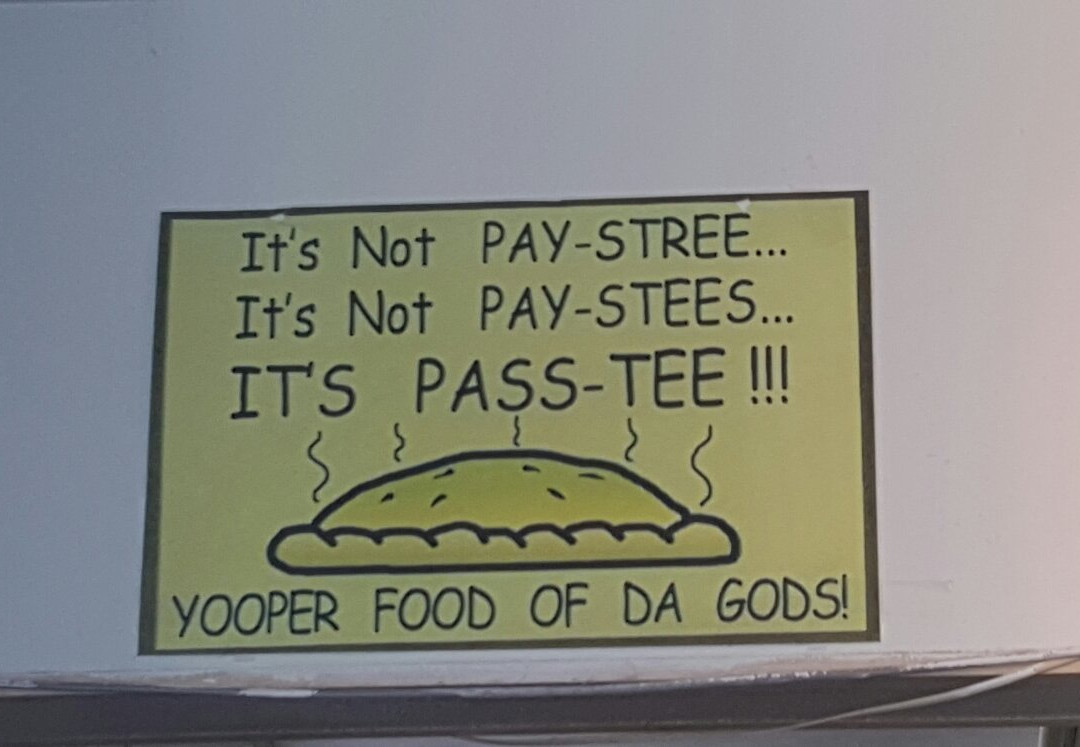 It's Not PAY-STREE...
It's Not PAY-STEES...
IT'S PASS-TEE !!!
YOOPER FOOD OF DA GODS!